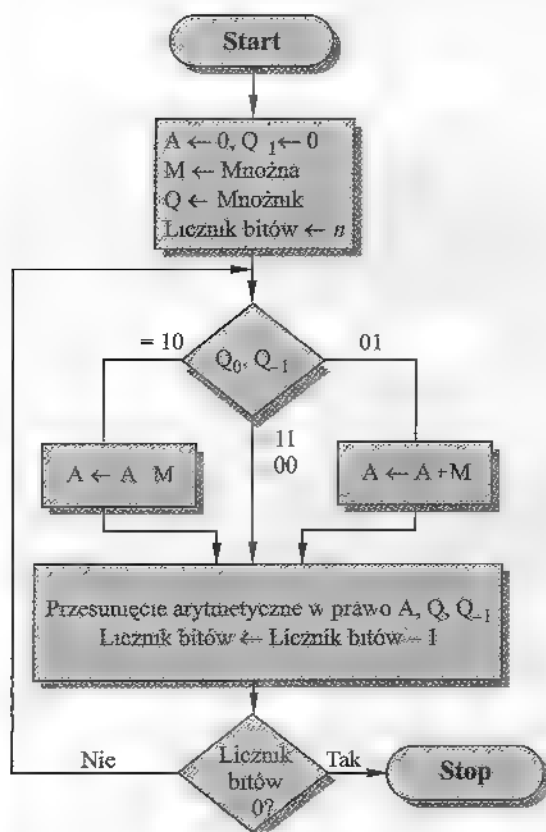 Start
A ← 0, Q 1 ← 0
M ← Mnożna
Q ← Mnożnik
Licznik bitów ← n
= 10
Q₀, Q₋₁
01
11
00
A ← A M
A ← A + M
Przesunięcie arytmetyczne w prawo A, Q, Q₋₁
Licznik bitów ← Licznik bitów – 1
Nie
Licznik
bitów
0?
Tak
Stop